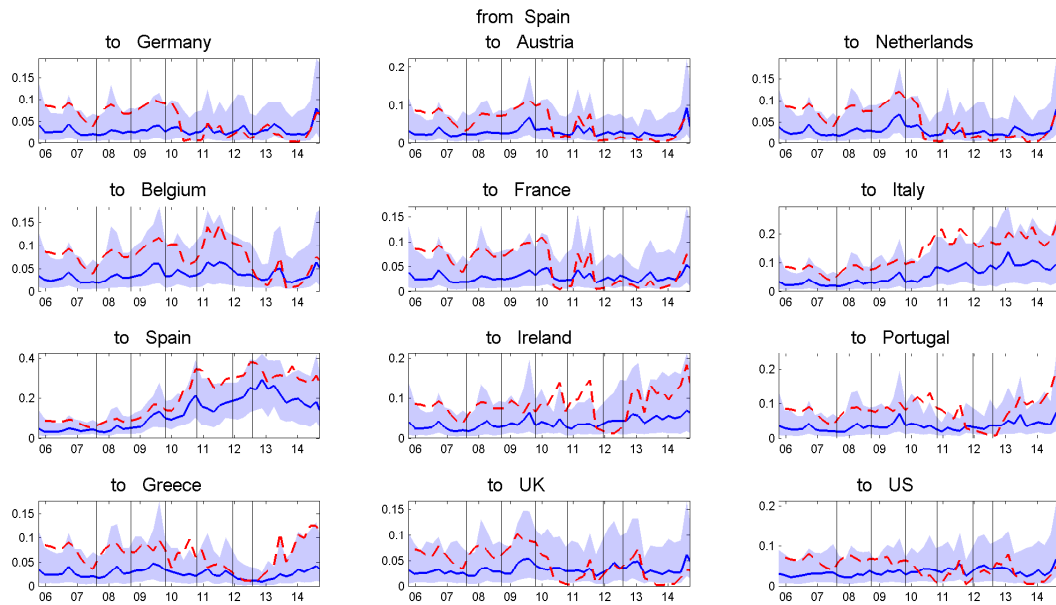 from Spain
to Germany
to Austria
to Netherlands
0.15
0.1
0.05
0
06 07 08 09 10 11 12 13 14
0.2
0.1
0
06 07 08 09 10 11 12 13 14
0.15
0.1
0.05
0
06 07 08 09 10 11 12 13 14
to Belgium
to France
to Italy
0.15
0.1
0.05
0
06 07 08 09 10 11 12 13 14
0.15
0.1
0.05
0
06 07 08 09 10 11 12 13 14
0.2
0.1
0
06 07 08 09 10 11 12 13 14
to Spain
to Ireland
to Portugal
0.4
0.2
0
06 07 08 09 10 11 12 13 14
0.2
0.1
0
06 07 08 09 10 11 12 13 14
0.2
0.1
0
06 07 08 09 10 11 12 13 14
to Greece
to UK
to US
0.15
0.1
0.05
0
06 07 08 09 10 11 12 13 14
0.15
0.1
0.05
0
06 07 08 09 10 11 12 13 14
0.2
0.1
0
06 07 08 09 10 11 12 13 14